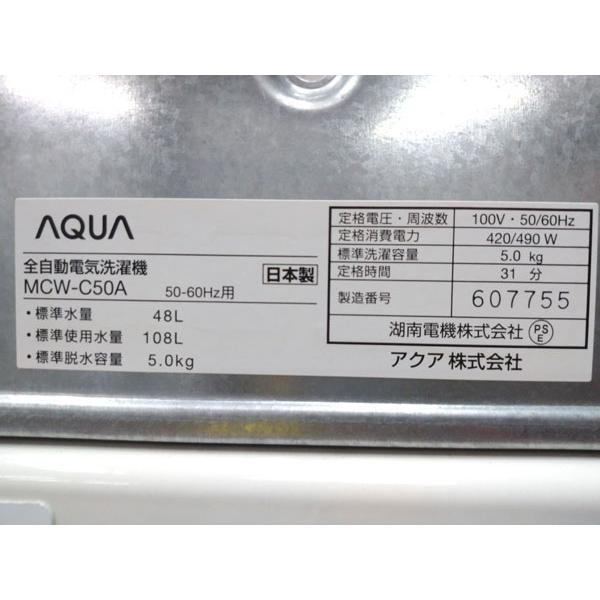 AQUA
全自動電気洗濯機
日本製
MCW-C50A 50-60Hz用
・標準水量 48L
・標準使用水量 108L
・標準脱水容量 5.0kg
定格電圧・周波数 100V・50/60Hz
定格消費電力 420/490 W
標準洗濯容量 5.0 kg
定格時間 31 分
製造番号 607755
湖南電機株式会社 PSE
アクア株式会社